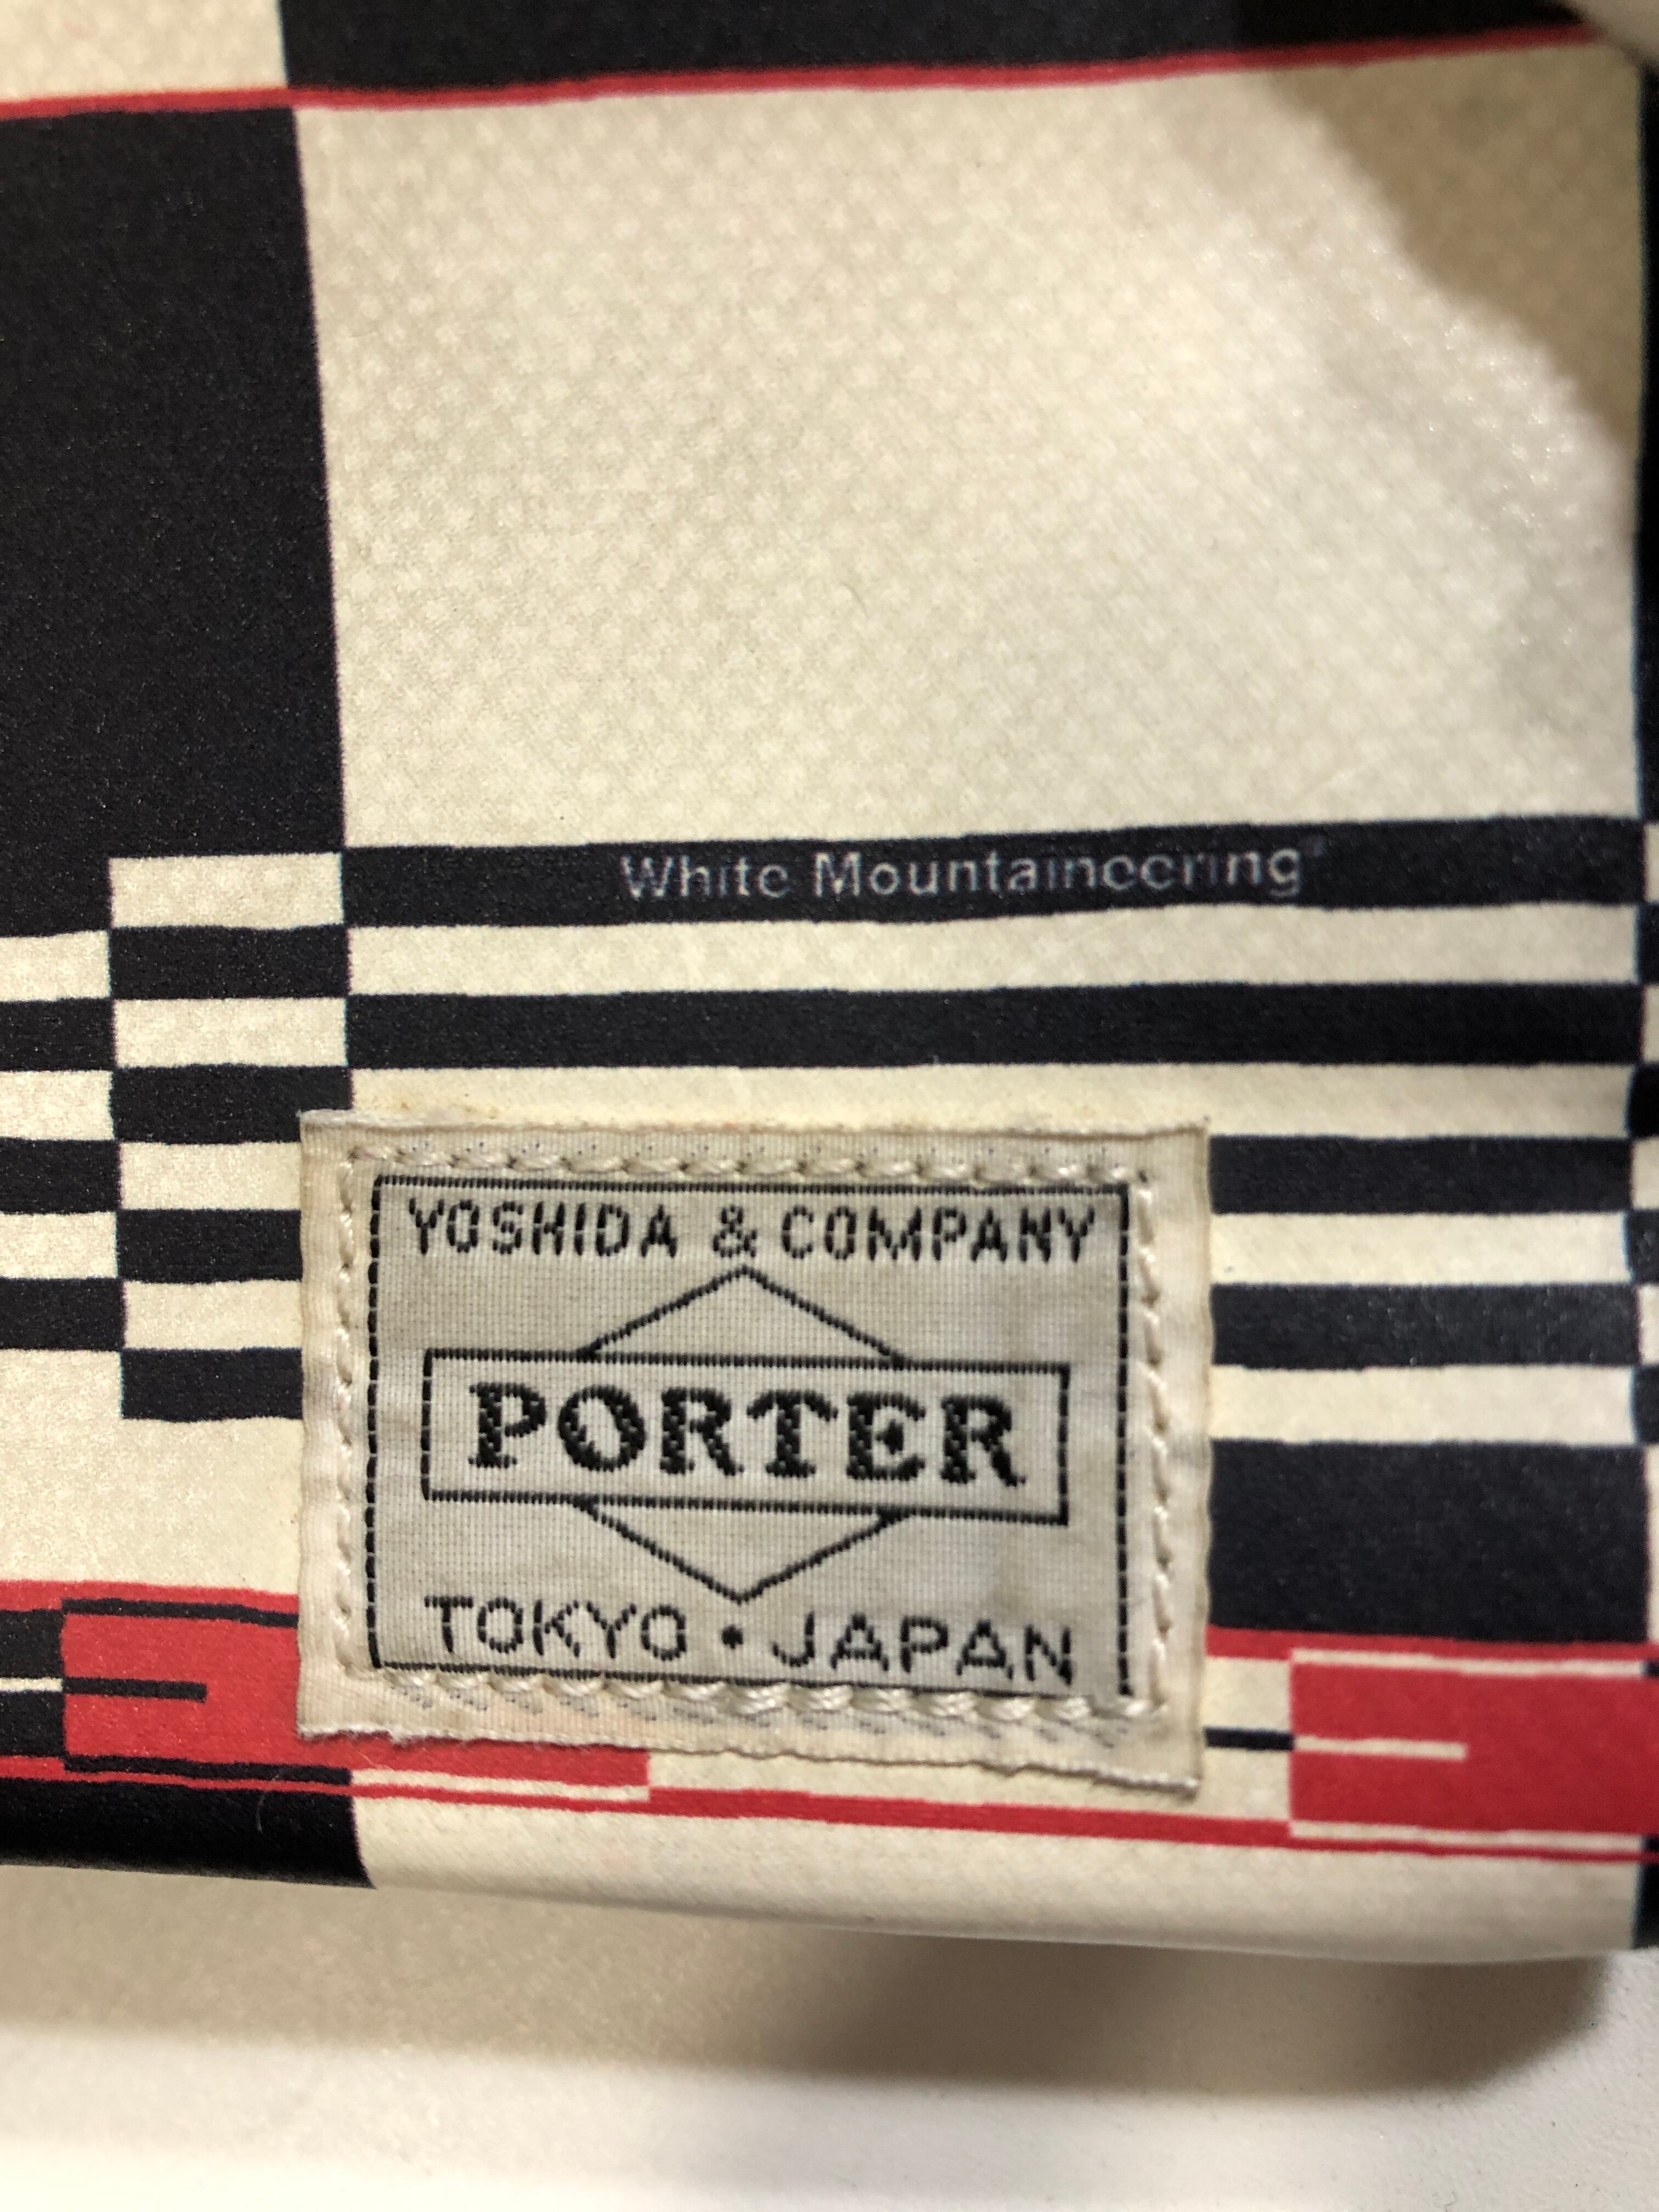 White Mountaineering
YOSHIDA & COMPANY
PORTER
TOKYO • JAPAN